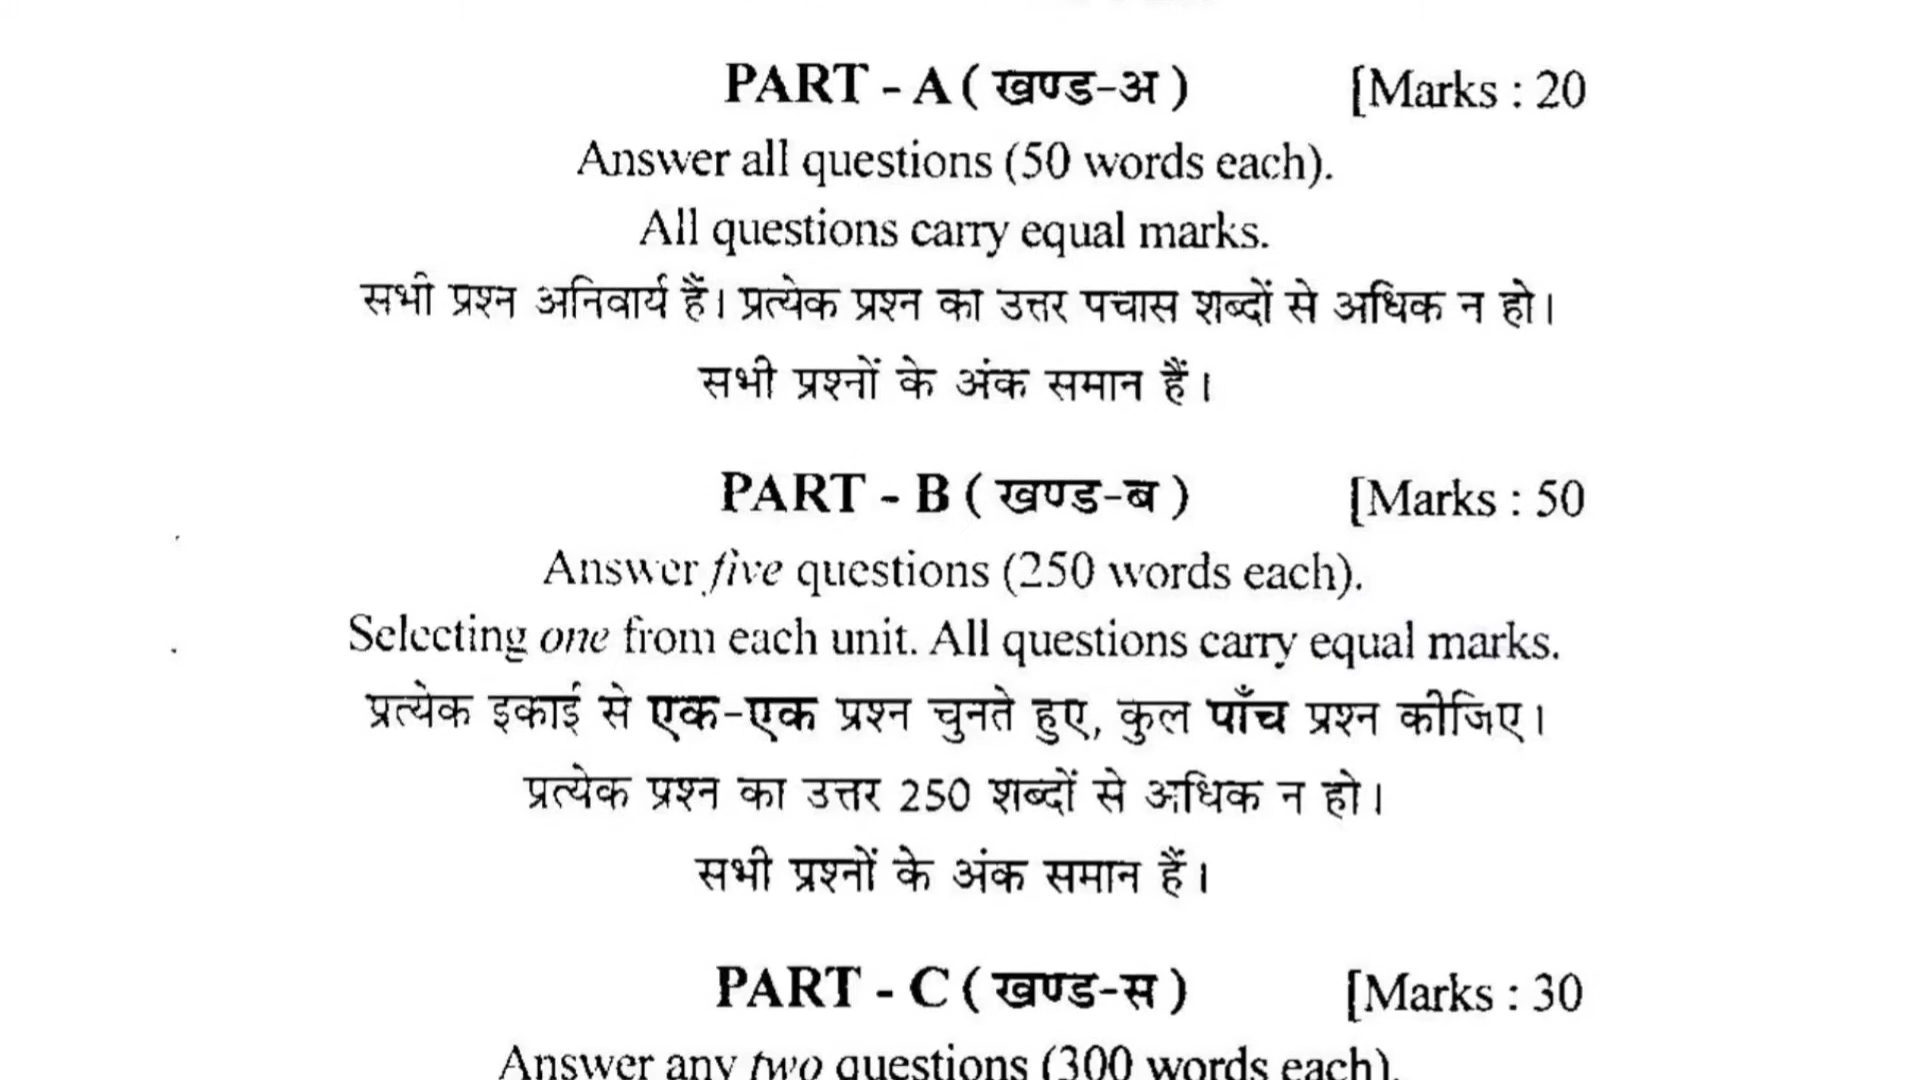 PART - A ( खण्ड-अ ) [Marks : 20
Answer all questions (50 words each).
All questions carry equal marks.
सभी प्रश्न अनिवार्य हैं। प्रत्येक प्रश्न का उत्तर पचास शब्दों से अधिक न हो।
सभी प्रश्नों के अंक समान हैं।
PART - B ( खण्ड-ब ) [Marks : 50
Answer five questions (250 words each).
Selecting one from each unit. All questions carry equal marks.
प्रत्येक इकाई से एक-एक प्रश्न चुनते हुए, कुल पाँच प्रश्न कीजिए।
प्रत्येक प्रश्न का उत्तर 250 शब्दों से अधिक न हो।
सभी प्रश्नों के अंक समान हैं।
PART - C ( खण्ड-स ) [Marks : 30
Answer any two questions (300 words each).